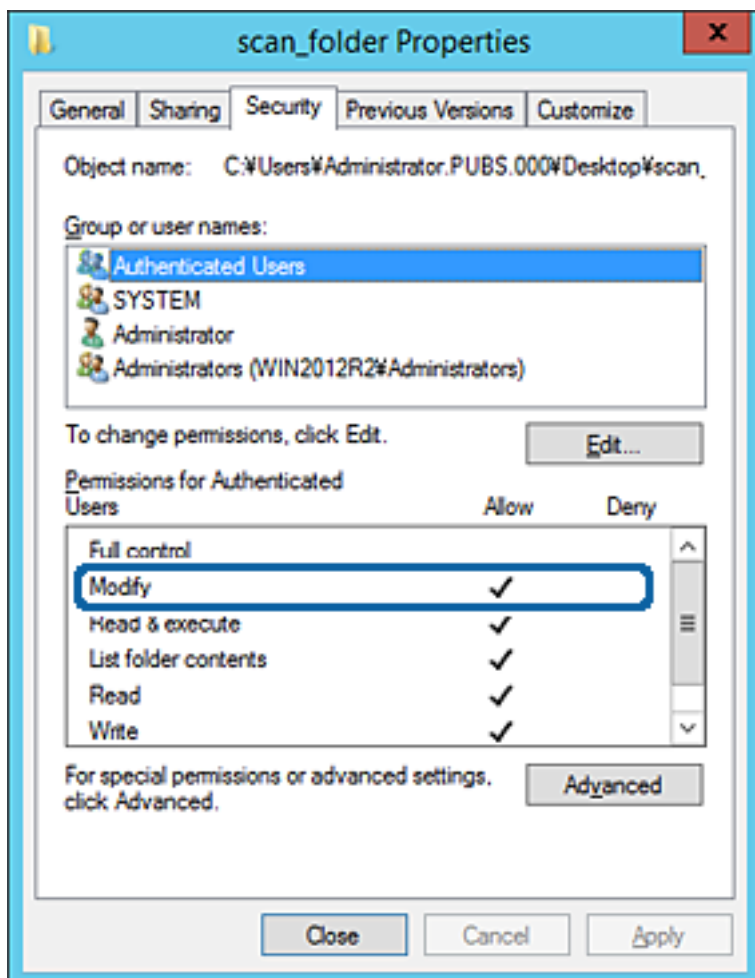 scan_folder Properties
x
General Sharing Security Previous Versions Customize
Object name: C:¥Users¥Administrator.PUBS.000¥Desktop¥scan_
Group or user names:
Authenticated Users
SYSTEM
Administrator
Administrators (WIN2012R2¥Administrators)
To change permissions, click Edit.
Edit...
Permissions for Authenticated
Users Allow Deny
Full control
Modify
Read & execute
List folder contents
Read
Write
For special permissions or advanced settings,
click Advanced.
Advanced
Close Cancel Apply